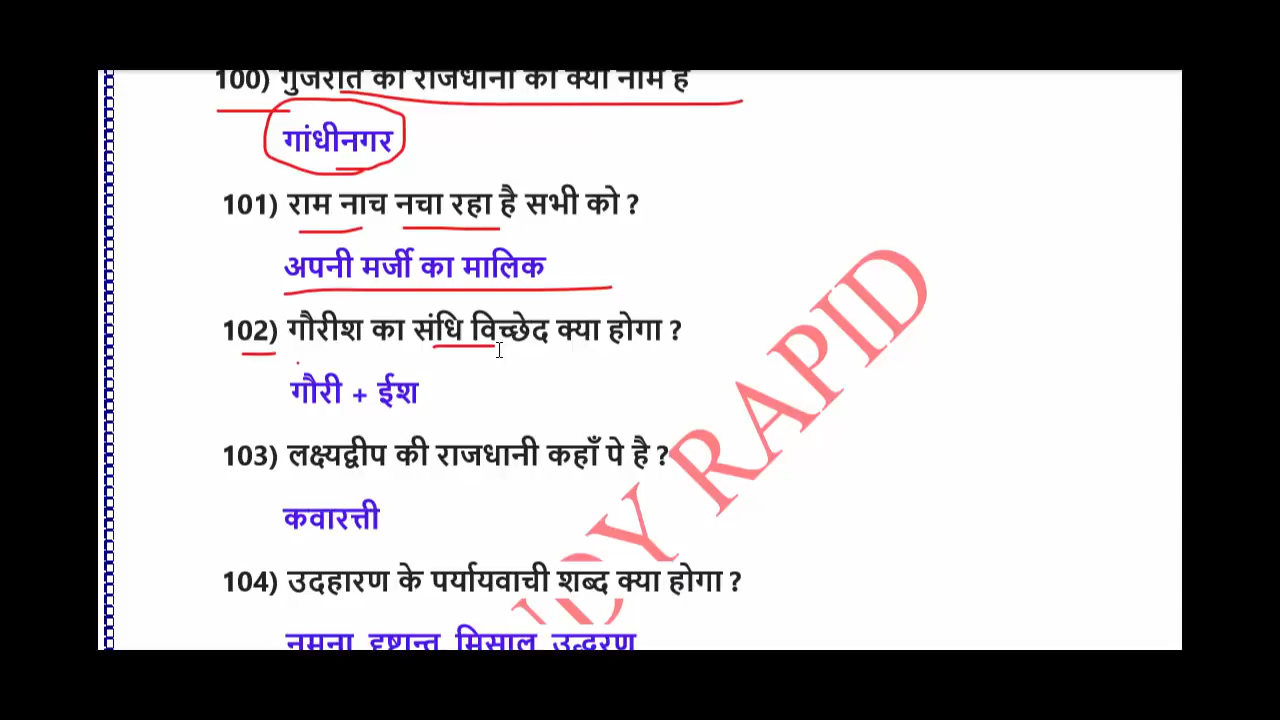 100) गुजरात की राजधानी का क्या नाम है
गांधीनगर
101) राम नाच नचा रहा है सभी को ?
अपनी मर्जी का मालिक
102) गौरीश का संधि विच्छेद क्या होगा ?
गौरी + ईश
103) लक्ष्यद्वीप की राजधानी कहाँ पे है ?
कवारत्ती
104) उदहारण के पर्यायवाची शब्द क्या होगा ?
नमूना दृष्टान्त मिसाल उद्धरण
RAPID